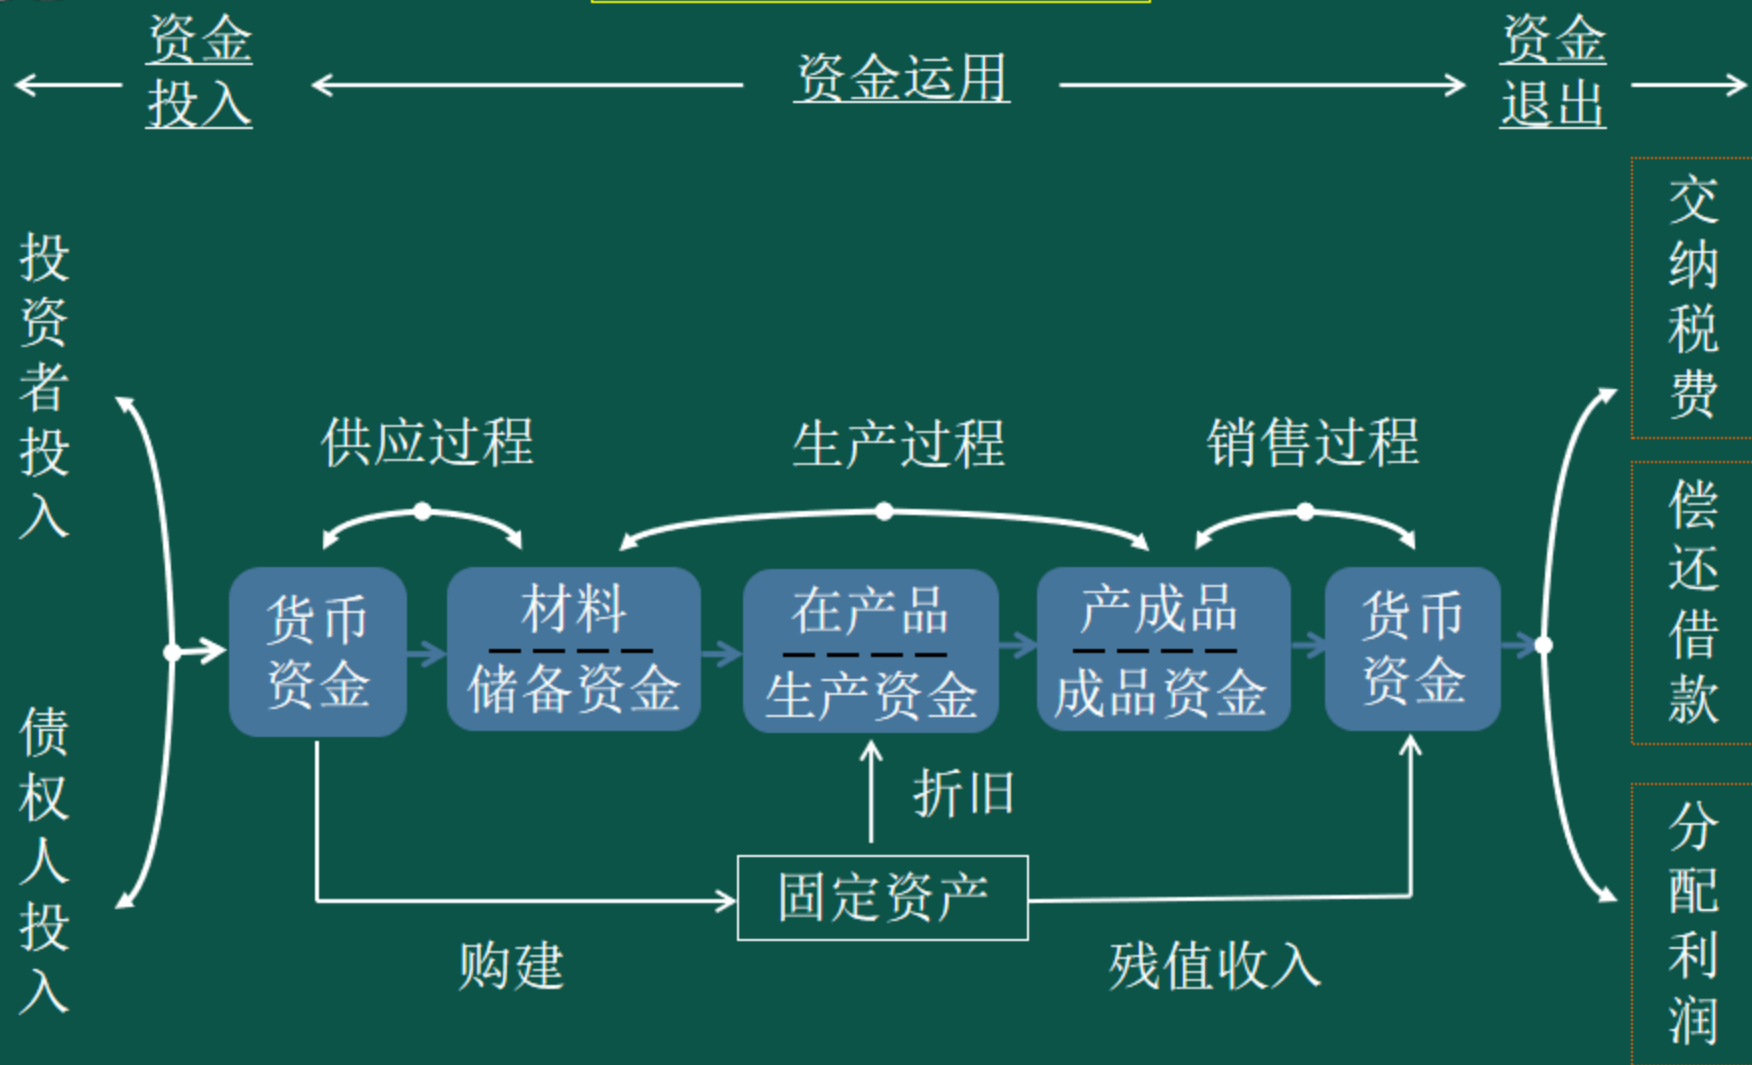 资金
投入
资金运用
资金
退出
投资者投入
债权人投入
供应过程
生产过程
销售过程
货币
资金
材料
储备资金
在产品
生产资金
产成品
成品资金
货币
资金
折旧
固定资产
购建
残值收入
交纳税费
偿还借款
分配利润